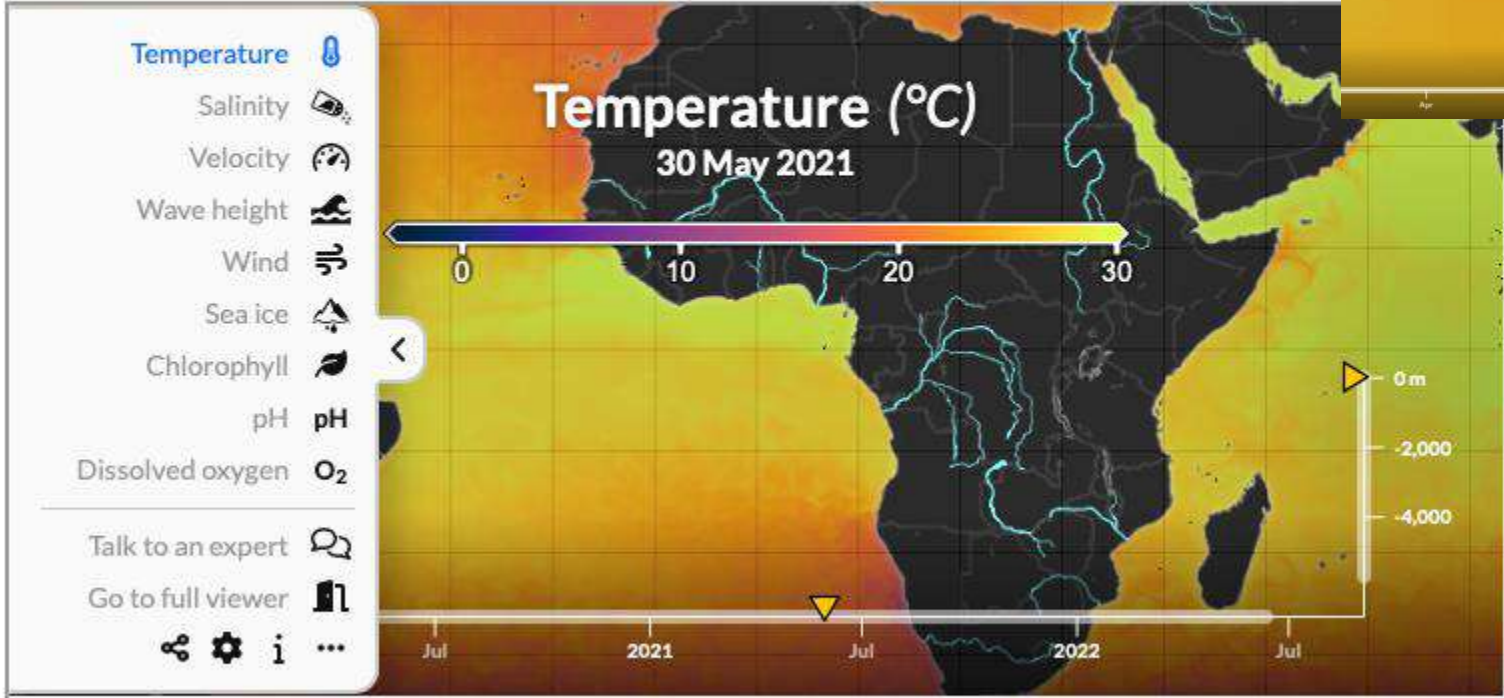 Temperature
Salinity
Velocity
Wave height
Wind
Sea ice
Chlorophyll
pH pH
Dissolved oxygen O₂
Talk to an expert
Go to full viewer
i
Temperature (°C)
30 May 2021
0 10 20 30
Apr
0 m
-2,000
-4,000
Jul 2021 Jul 2022 Jul